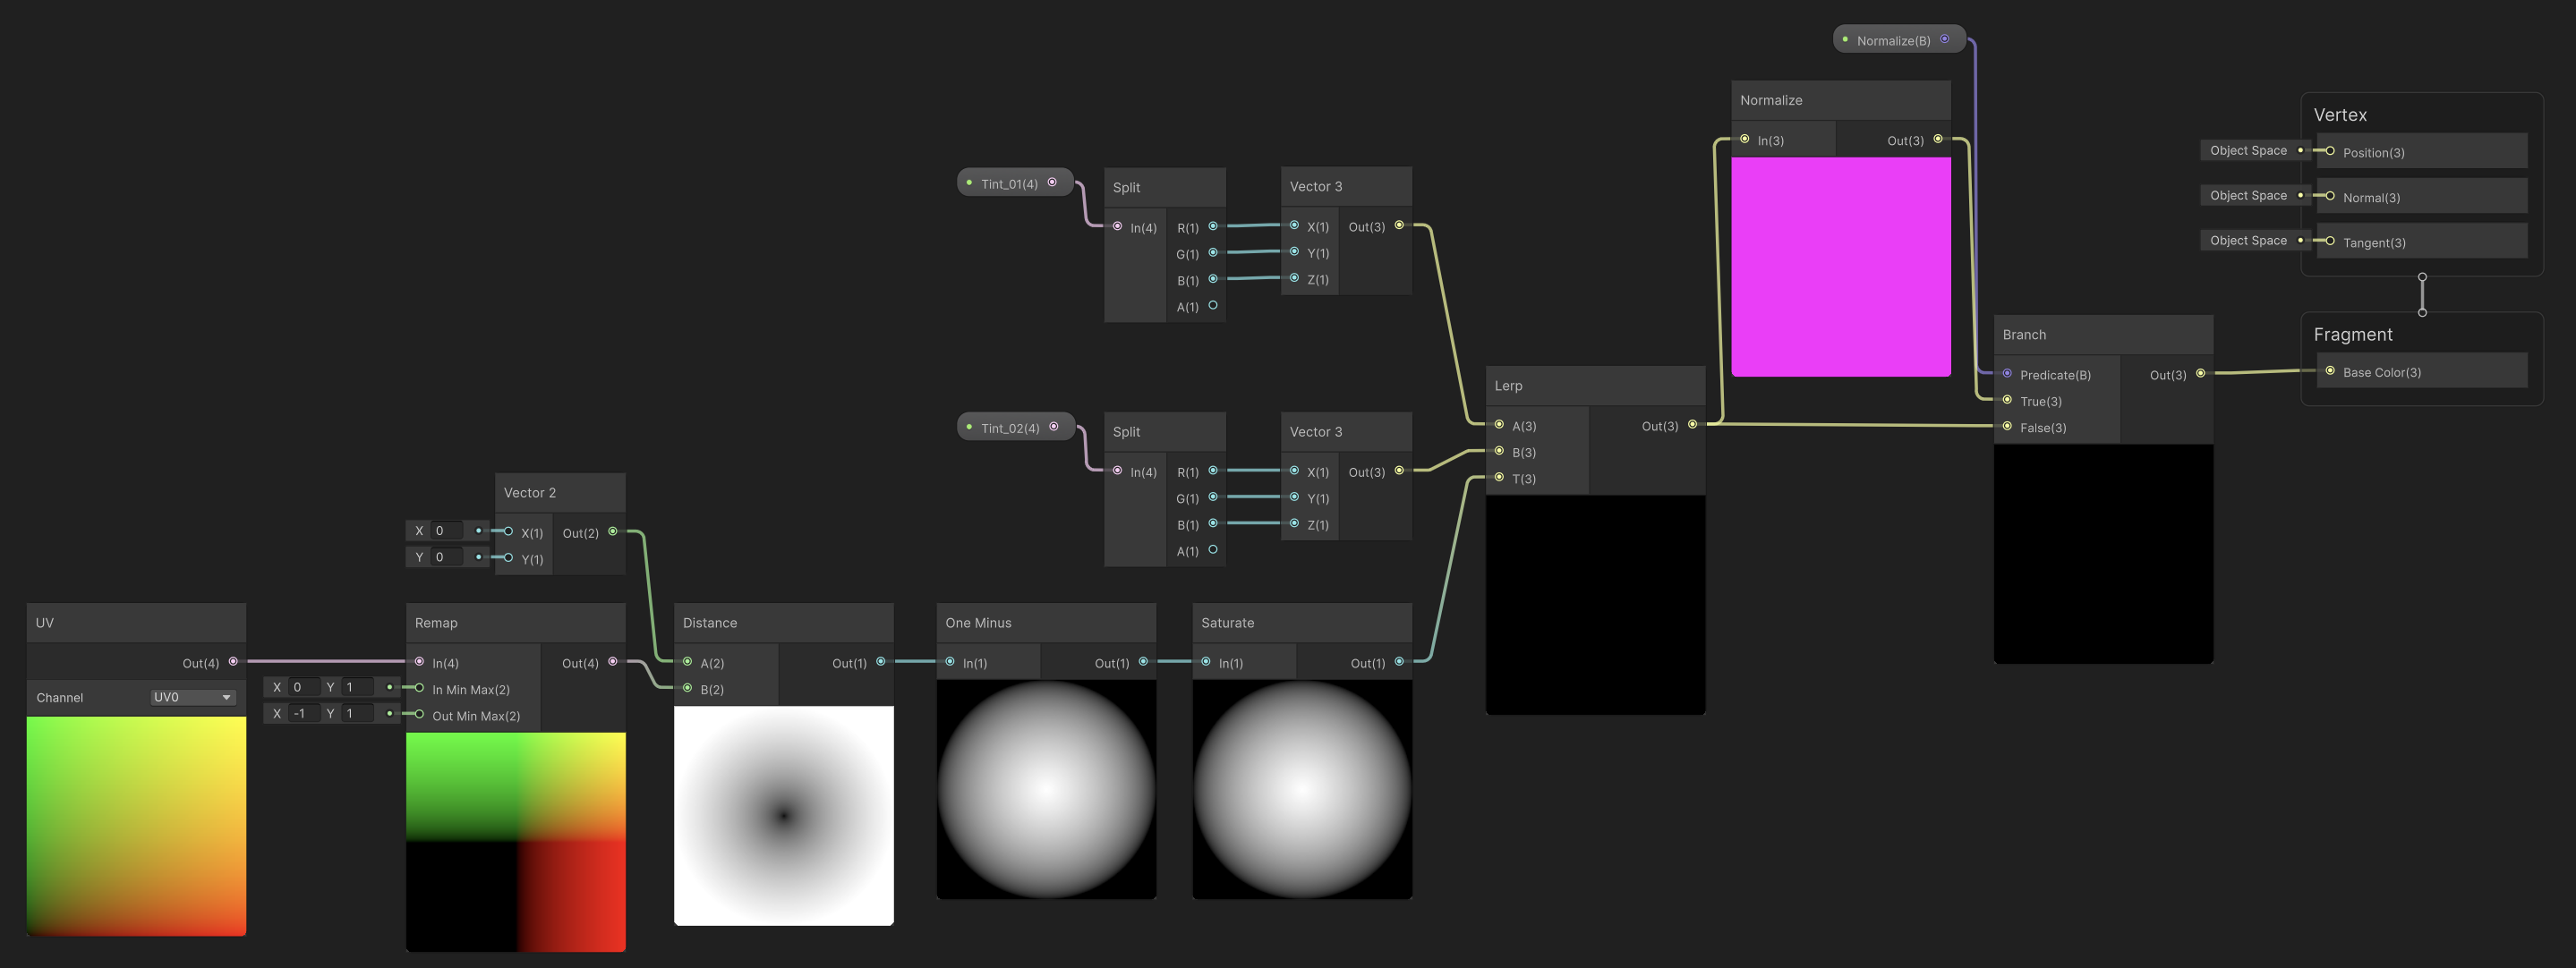 Normalize(B)
Normalize
In(3) Out(3)
Vertex
Object Space Position(3)
Object Space Normal(3)
Object Space Tangent(3)
Tint_01(4)
Split
In(4) R(1)
G(1)
B(1)
A(1)
Vector 3
X(1) Out(3)
Y(1)
Z(1)
Fragment
Base Color(3)
Branch
Predicate(B) Out(3)
True(3)
False(3)
Lerp
A(3) Out(3)
B(3)
T(3)
Tint_02(4)
Split
In(4) R(1)
G(1)
B(1)
A(1)
Vector 3
X(1) Out(3)
Y(1)
Z(1)
Vector 2
X 0 X(1) Out(2)
Y 0 Y(1)
UV
Out(4)
Channel UV0
Remap
In(4) Out(4)
X 0 Y 1 In Min Max(2)
X -1 Y 1 Out Min Max(2)
Distance
A(2) Out(1)
B(2)
One Minus
In(1) Out(1)
Saturate
In(1) Out(1)